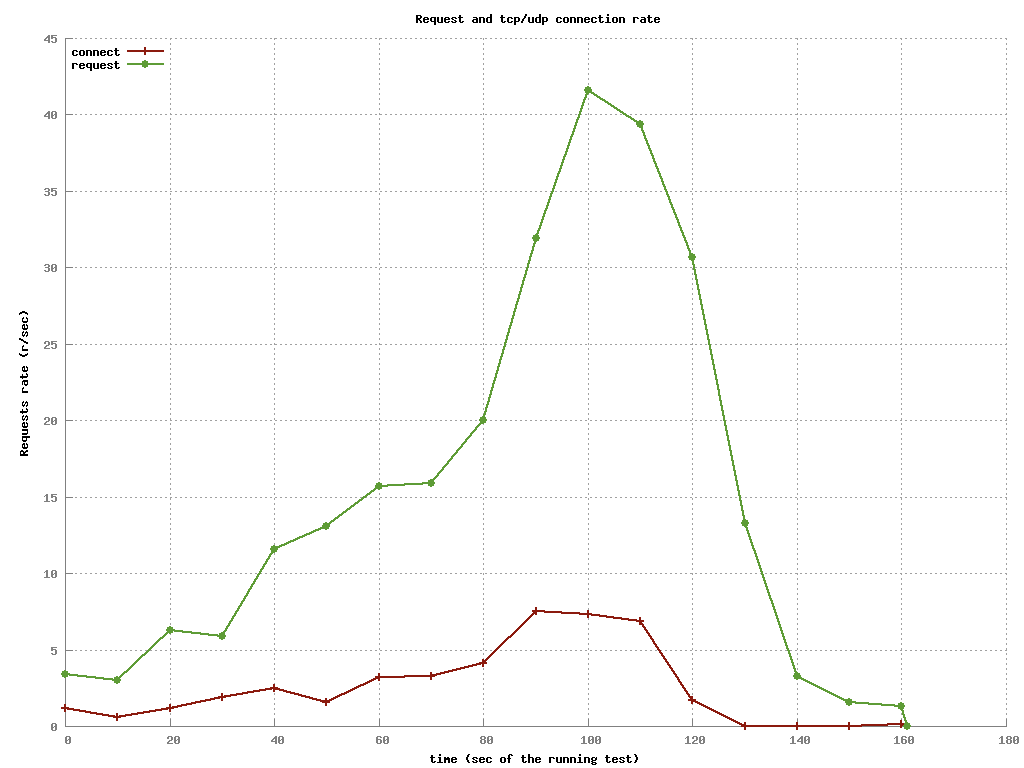 Request and tcp/udp connection rate
45
connect
request
40
35
30
25
20
15
10
5
0
Requests rate (r/sec)
0 20 40 60 80 100 120 140 160 180
time (sec of the running test)